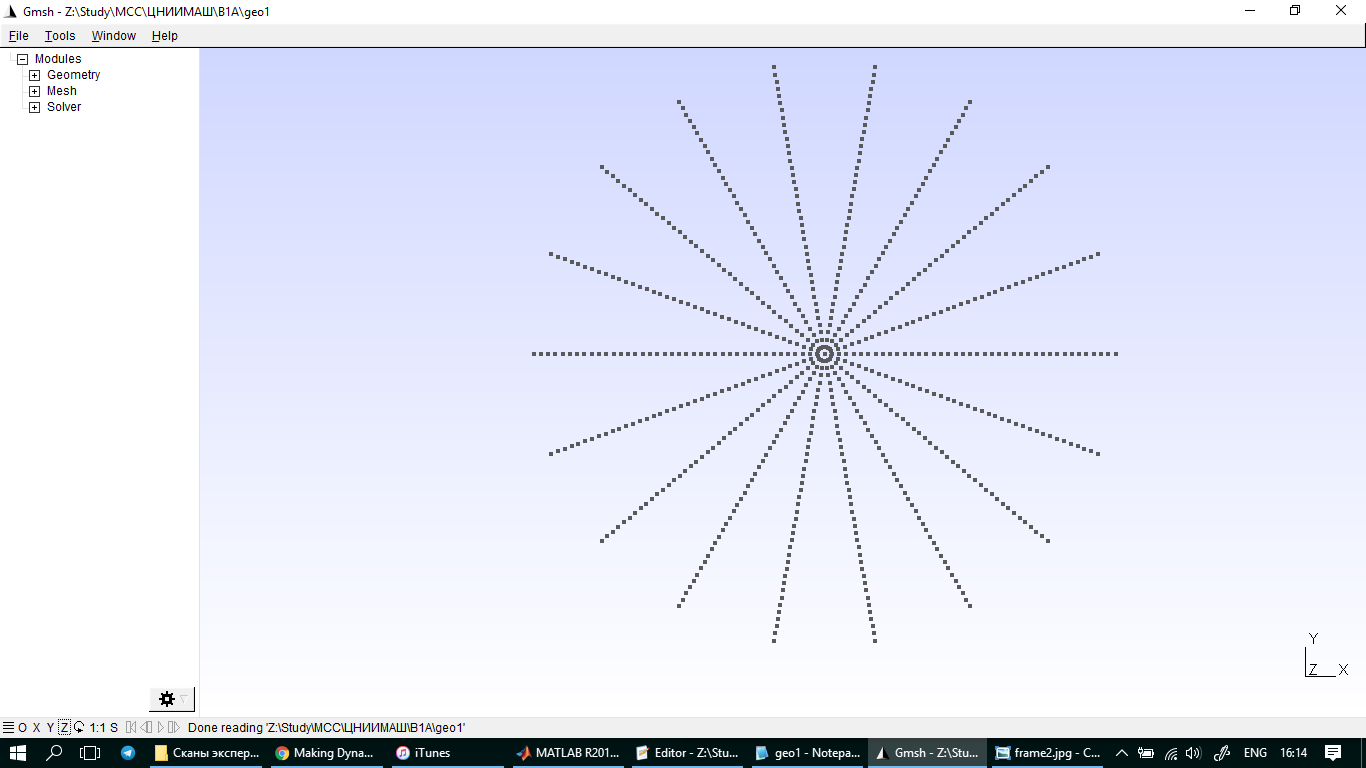 Gmsh - Z:\Study\МСС\ЦНИИМАШ\B1A\geo1
File Tools Window Help
Modules
Geometry
Mesh
Solver
Y
Z X
O X Y Z 1:1 S Done reading 'Z:\Study\МСС\ЦНИИМАШ\B1A\geo1'
Сканы экспер... Making Dyna... iTunes MATLAB R201... Editor - Z:\Stu... geo1 - Notepa... Gmsh - Z:\Stu... frame2.jpg - C... ENG 16:14